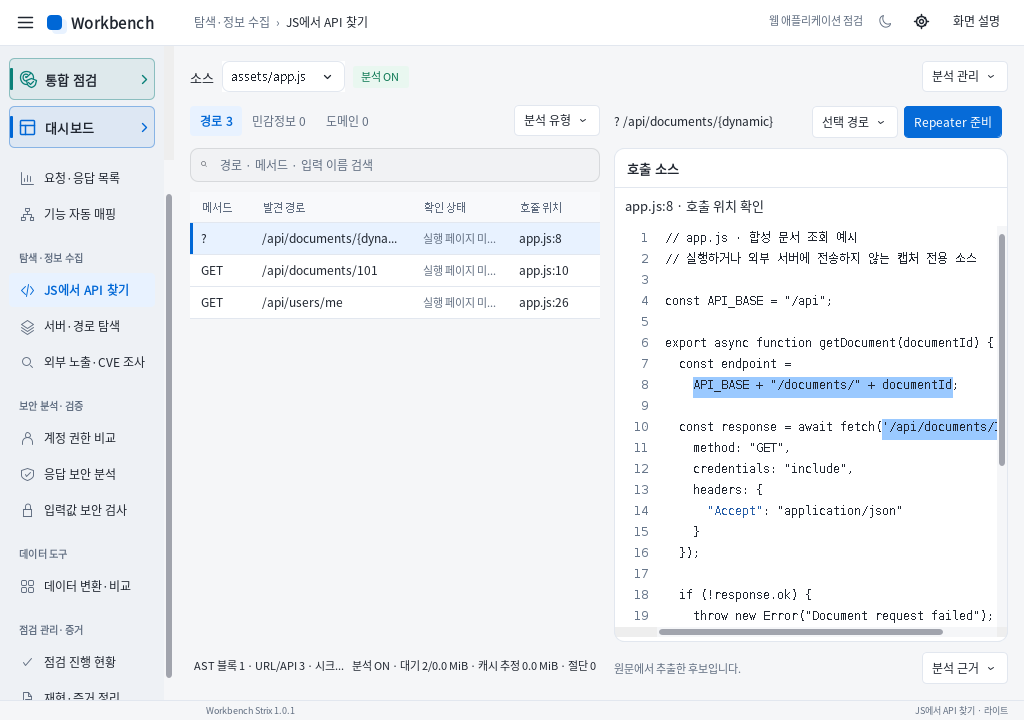 Workbench
탐색·정보 수집 › JS에서 API 찾기
웹 애플리케이션 점검
화면 설명
통합 점검
대시보드
요청·응답 목록
기능 자동 매핑
탐색·정보 수집
JS에서 API 찾기
서버·경로 탐색
외부 노출·CVE 조사
보안 분석·검증
계정 권한 비교
응답 보안 분석
입력값 보안 검사
데이터 도구
데이터 변환·비교
점검 관리·증거
점검 진행 현황
재현·증거 정리
소스 assets/app.js 분석 ON
분석 관리
경로 3 민감정보 0 도메인 0
분석 유형
경로 · 메서드 · 입력 이름 검색
메서드 발견 경로 확인 상태 호출 위치
? /api/documents/{dyna... 실행 페이지 미... app.js:8
GET /api/documents/101 실행 페이지 미... app.js:10
GET /api/users/me 실행 페이지 미... app.js:26
AST 블록 1 · URL/API 3 · 시크... 분석 ON · 대기 2/0.0 MiB · 캐시 추정 0.0 MiB · 절단 0
? /api/documents/{dynamic}
선택 경로
Repeater 준비
호출 소스
app.js:8 · 호출 위치 확인
1 // app.js · 합성 문서 조회 예시
2 // 실행하거나 외부 서버에 전송하지 않는 캡처 전용 소스
3
4 const API_BASE = "/api";
5
6 export async function getDocument(documentId) {
7 const endpoint =
8 API_BASE + "/documents/" + documentId;
9
10 const response = await fetch('/api/documents/
11 method: "GET",
12 credentials: "include",
13 headers: {
14 "Accept": "application/json"
15 }
16 });
17
18 if (!response.ok) {
19 throw new Error("Document request failed");
원문에서 추출한 후보입니다.
분석 근거
Workbench Strix 1.0.1
JS에서 API 찾기 · 라이트